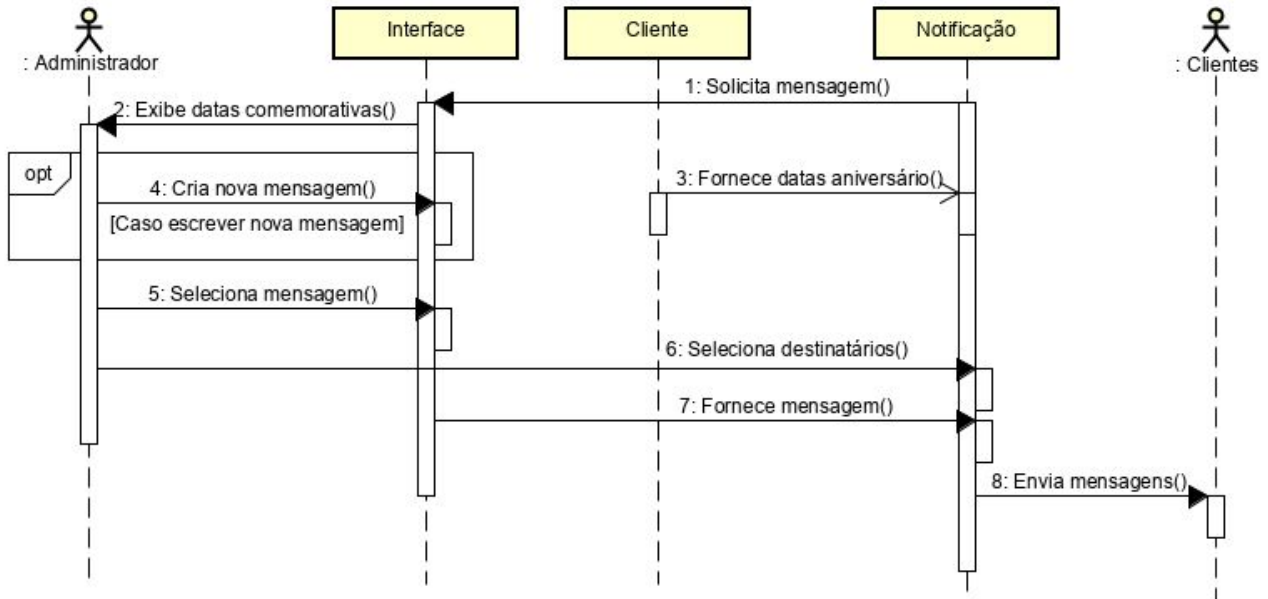 : Administrador
Interface
Cliente
Notificação
: Clientes
1: Solicita mensagem()
2: Exibe datas comemorativas()
opt
3: Fornece datas aniversário()
4: Cria nova mensagem()
[Caso escrever nova mensagem]
5: Seleciona mensagem()
6: Seleciona destinatários()
7: Fornece mensagem()
8: Envia mensagens()